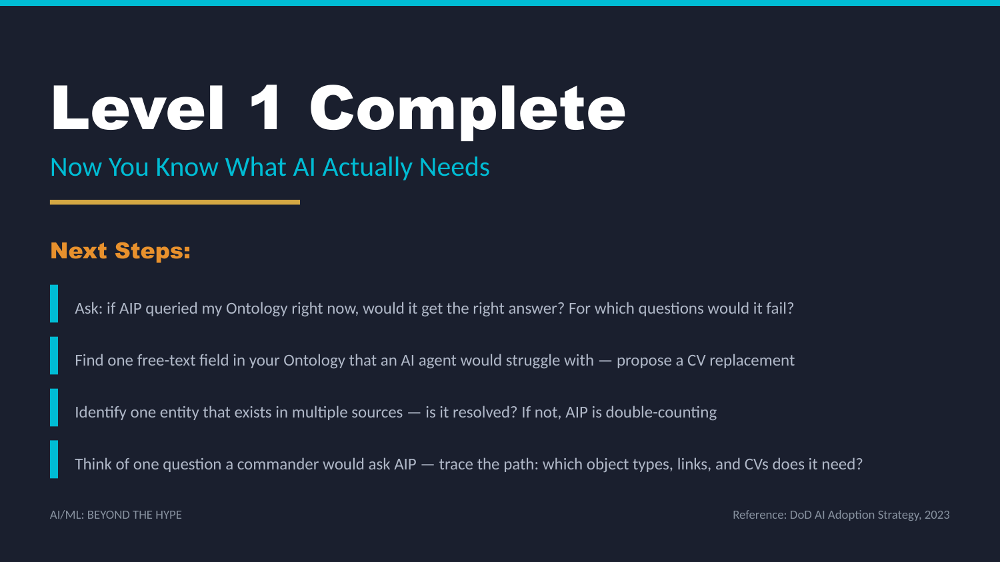 Level 1 Complete
Now You Know What AI Actually Needs
Next Steps:
Ask: if AIP queried my Ontology right now, would it get the right answer? For which questions would it fail?
Find one free-text field in your Ontology that an AI agent would struggle with — propose a CV replacement
Identify one entity that exists in multiple sources — is it resolved? If not, AIP is double-counting
Think of one question a commander would ask AIP — trace the path: which object types, links, and CVs does it need?
AI/ML: BEYOND THE HYPE
Reference: DoD AI Adoption Strategy, 2023